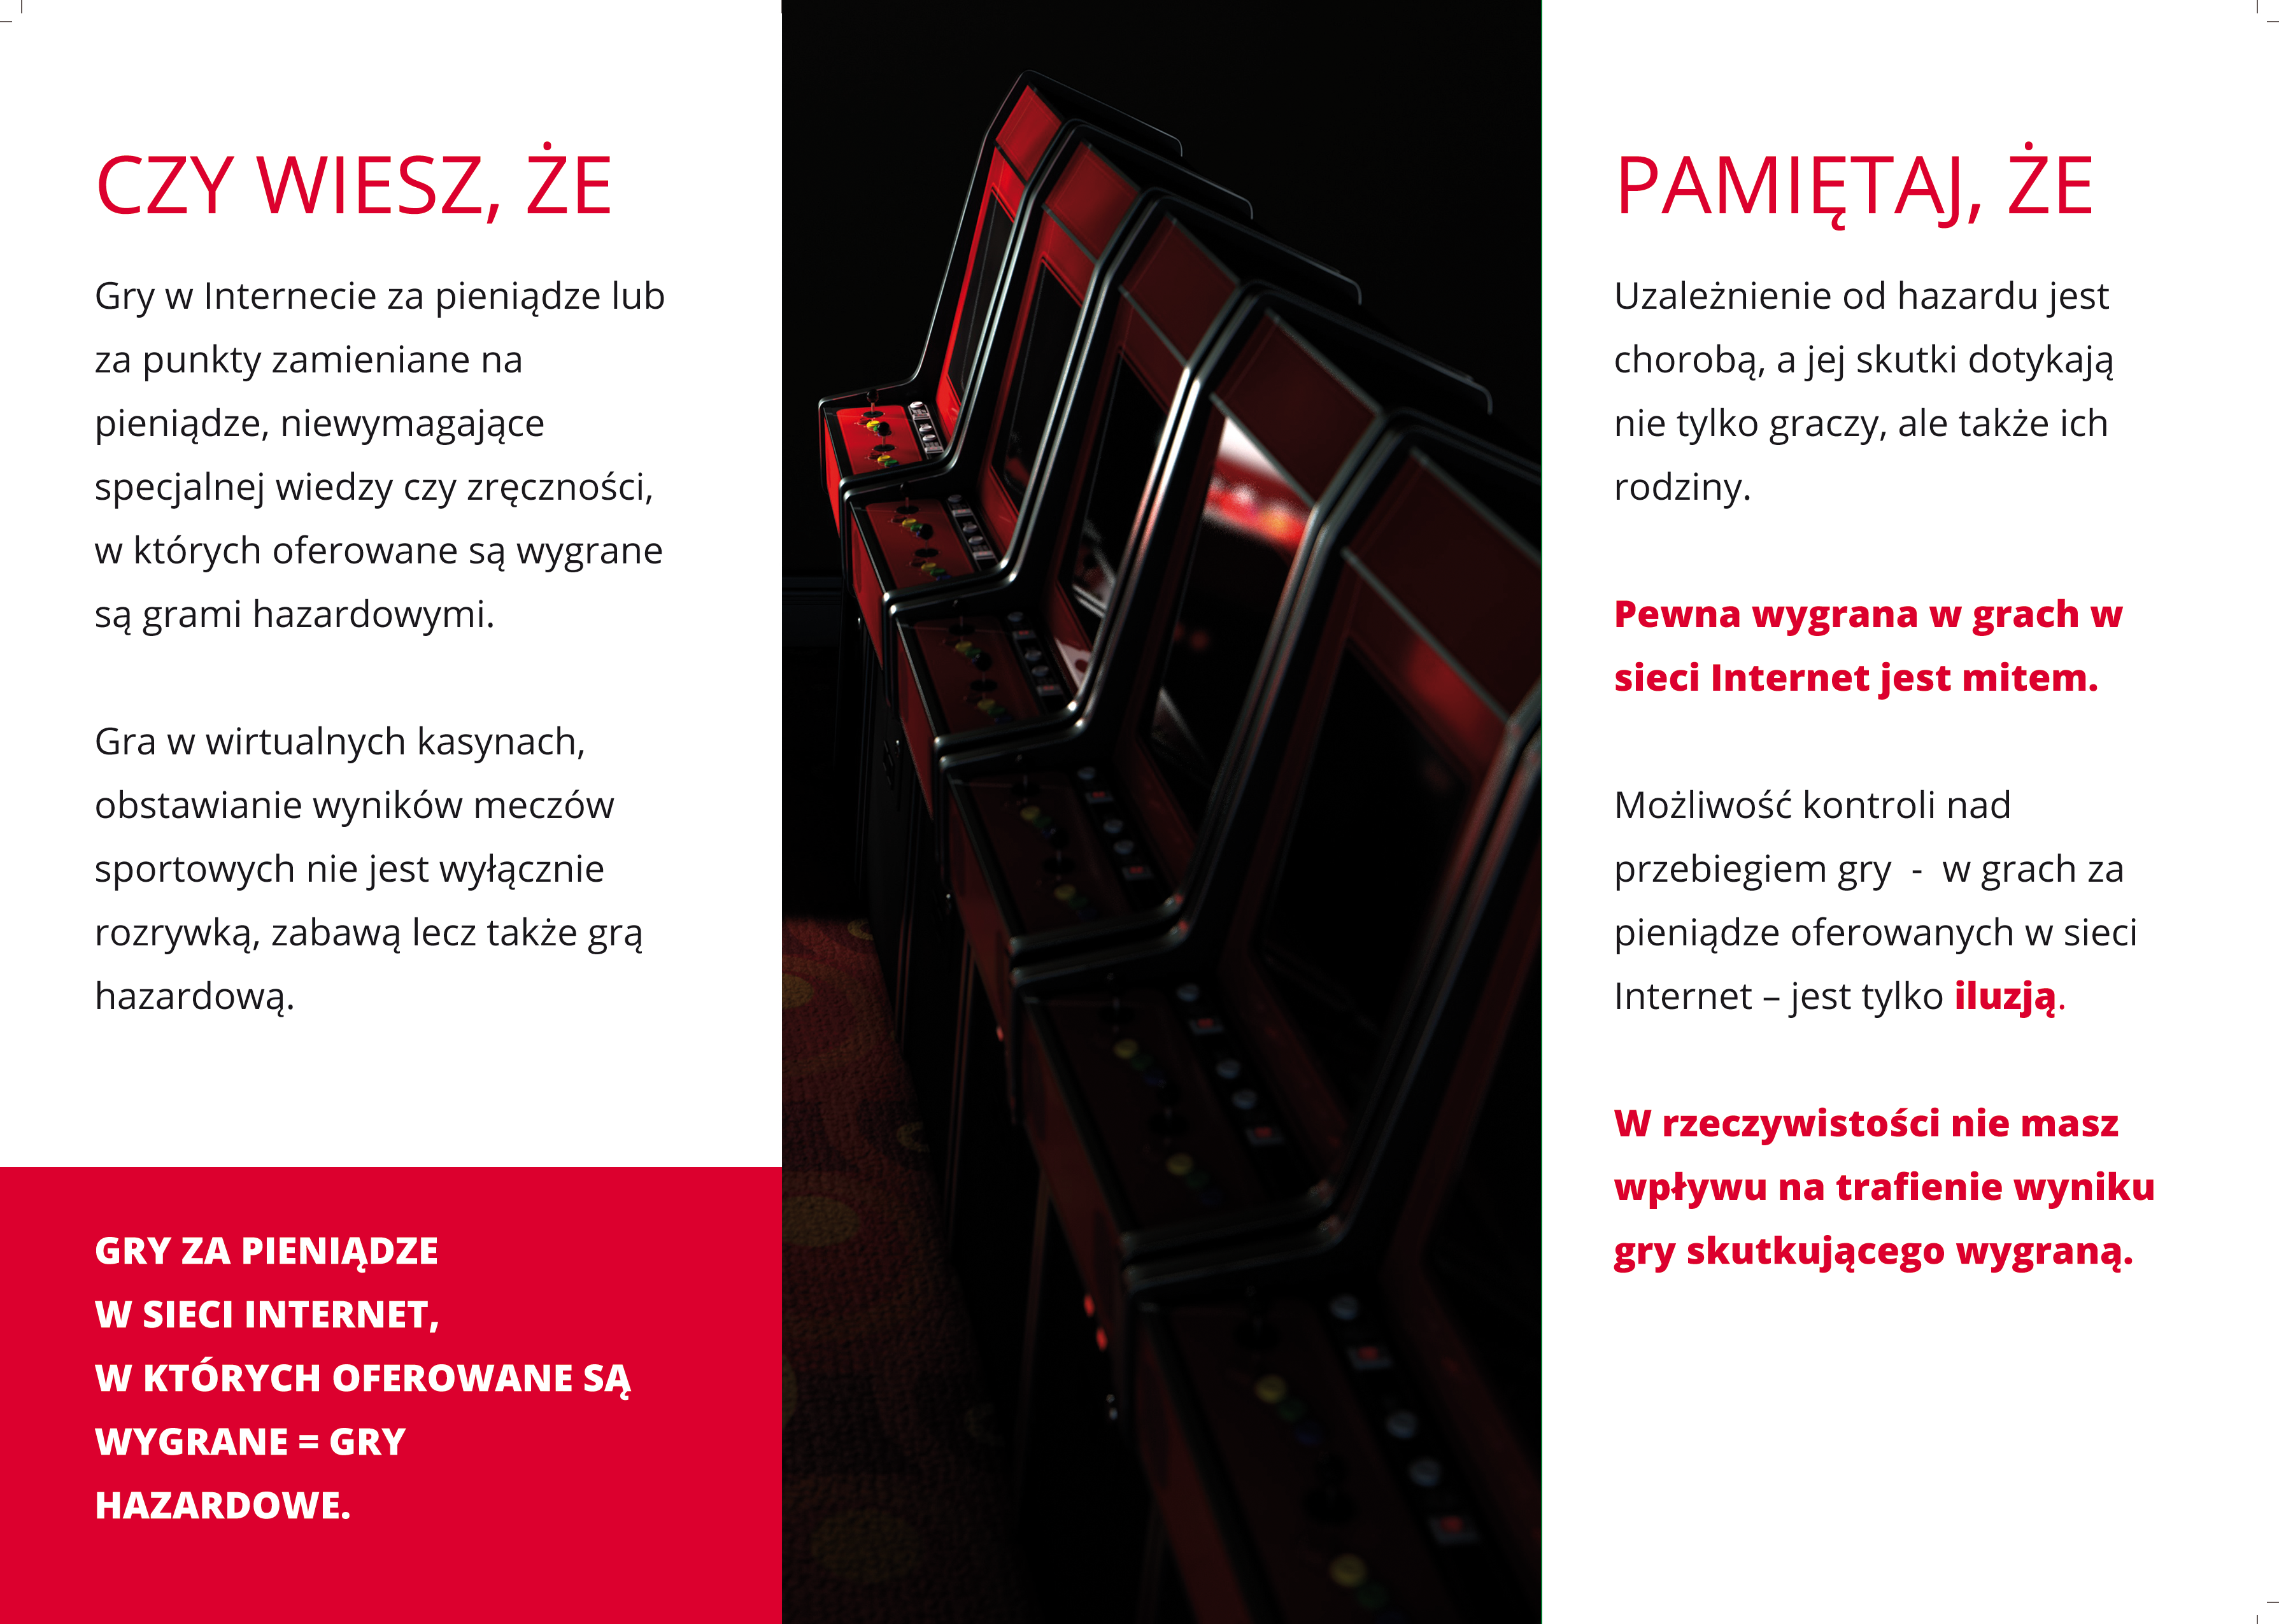 CZY WIESZ, ŻE
Gry w Internecie za pieniądze lub
za punkty zamieniane na
pieniądze, niewymagające
specjalnej wiedzy czy zręczności,
w których oferowane są wygrane
są grami hazardowymi.
Gra w wirtualnych kasynach,
obstawianie wyników meczów
sportowych nie jest wyłącznie
rozrywką, zabawą lecz także grą
hazardową.
GRY ZA PIENIĄDZE
W SIECI INTERNET,
W KTÓRYCH OFEROWANE SĄ
WYGRANE = GRY
HAZARDOWE.
PAMIĘTAJ, ŻE
Uzależnienie od hazardu jest
chorobą, a jej skutki dotykają
nie tylko graczy, ale także ich
rodziny.
Pewna wygrana w grach w
sieci Internet jest mitem.
Możliwość kontroli nad
przebiegiem gry - w grach za
pieniądze oferowanych w sieci
Internet – jest tylko iluzją.
W rzeczywistości nie masz
wpływu na trafienie wyniku
gry skutkującego wygraną.